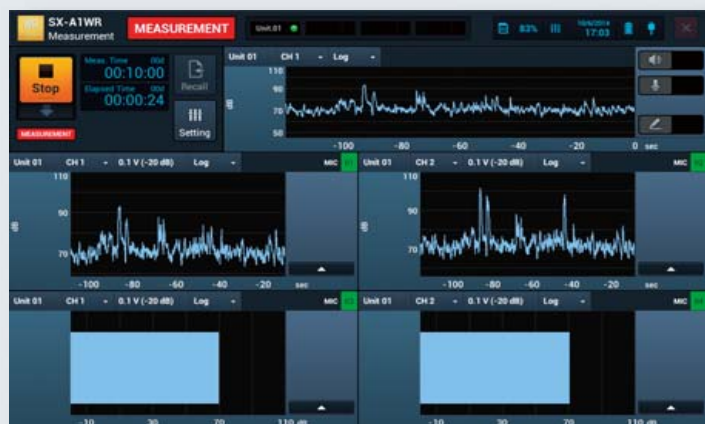 SX-A1WR
Measurement
MEASUREMENT
Unit 01
83%
10/6/2014
17:03
Stop
MEASUREMENT
Meas. Time 00d
00:10:00
Elapsed Time 00d
00:00:24
Recall
Setting
Unit 01 CH 1 Log
dB
110
90
70
50
-100 -80 -60 -40 -20 0 sec
Unit 01 CH 1 0.1 V (-20 dB) Log MIC
dB
110
90
70
-100 -80 -60 -40 -20 sec
Unit 01 CH 2 0.1 V (-20 dB) Log MIC
dB
110
90
70
-100 -80 -60 -40 -20 sec
Unit 01 CH 1 0.1 V (-20 dB) Log MIC
-10 30 70 110 dB
Unit 01 CH 2 0.1 V (-20 dB) Log MIC
-10 30 70 110 dB